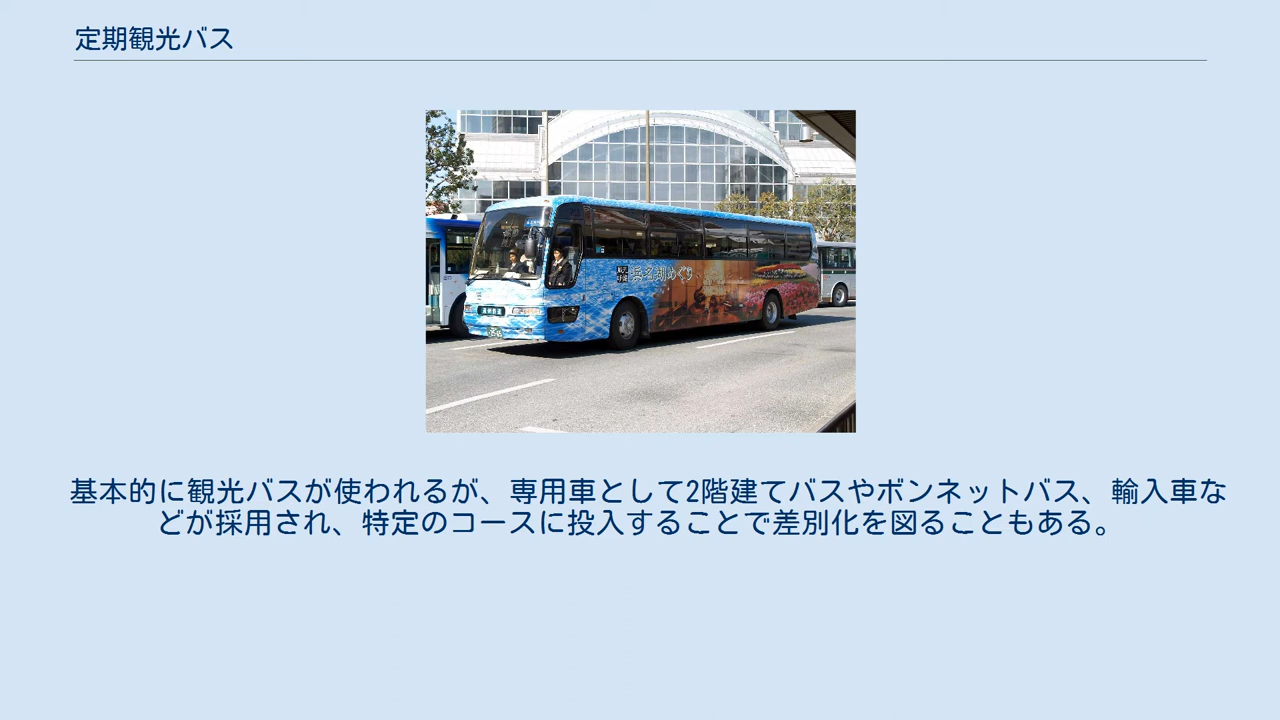 定期観光バス
浜名湖めぐり
基本的に観光バスが使われるが、専用車として2階建てバスやボンネットバス、輸入車な
どが採用され、特定のコースに投入することで差別化を図ることもある。